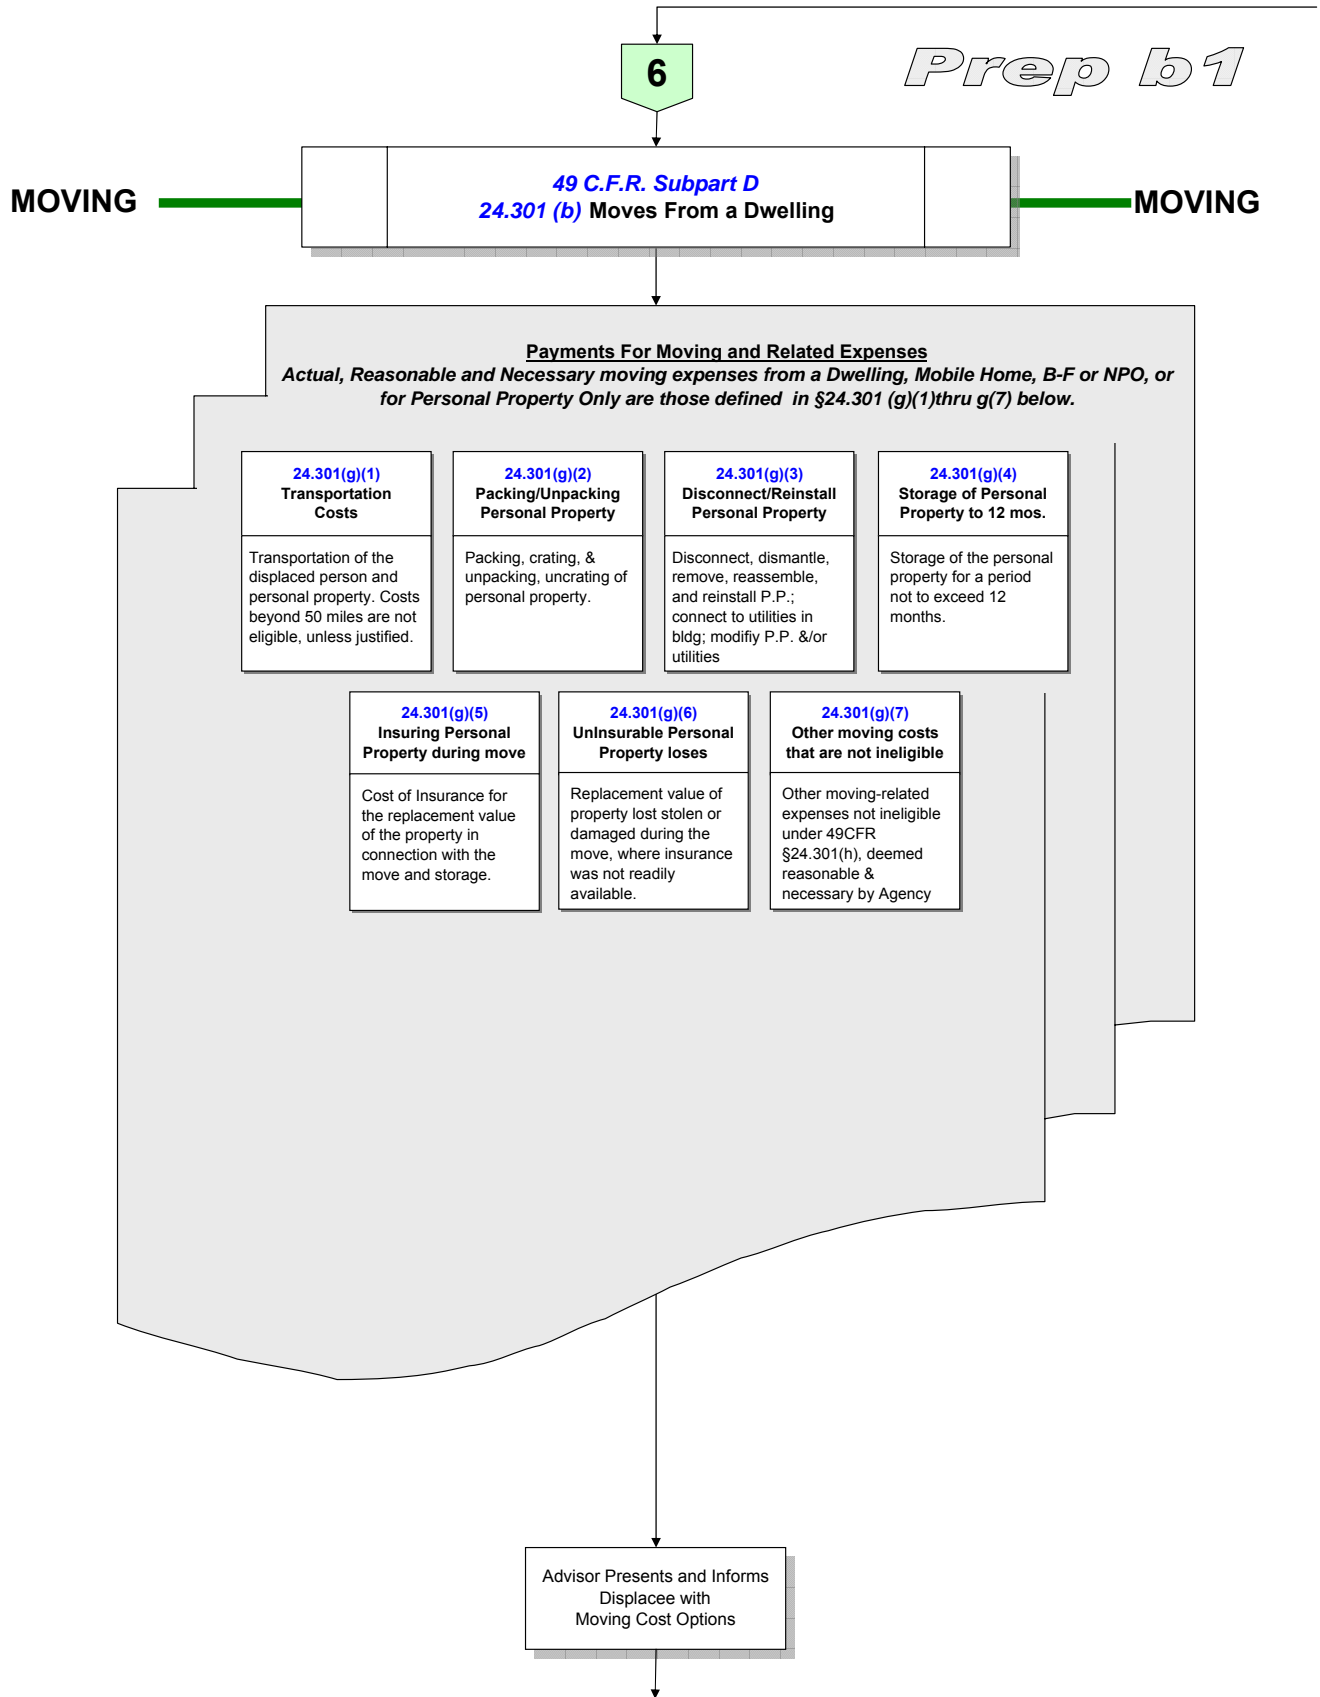 Prep b1
6
49 C.F.R. Subpart D
24.301 (b) Moves From a Dwelling
MOVING
MOVING
Payments For Moving and Related Expenses
Actual, Reasonable and Necessary moving expenses from a Dwelling, Mobile Home, B-F or NPO, or
for Personal Property Only are those defined in §24.301 (g)(1)thru g(7) below.
24.301(g)(1)
Transportation
Costs
Transportation of the
displaced person and
personal property. Costs
beyond 50 miles are not
eligible, unless justified.
24.301(g)(2)
Packing/Unpacking
Personal Property
Packing, crating, &
unpacking, uncrating of
personal property.
24.301(g)(3)
Disconnect/Reinstall
Personal Property
Disconnect, dismantle,
remove, reassemble,
and reinstall P.P.;
connect to utilities in
bldg; modifiy P.P. &/or
utilities
24.301(g)(4)
Storage of Personal
Property to 12 mos.
Storage of the personal
property for a period
not to exceed 12
months.
24.301(g)(5)
Insuring Personal
Property during move
Cost of Insurance for
the replacement value
of the property in
connection with the
move and storage.
24.301(g)(6)
UnInsurable Personal
Property loses
Replacement value of
property lost stolen or
damaged during the
move, where insurance
was not readily
available.
24.301(g)(7)
Other moving costs
that are not ineligible
Other moving-related
expenses not ineligible
under 49CFR
§24.301(h), deemed
reasonable &
necessary by Agency
Advisor Presents and Informs
Displacee with
Moving Cost Options